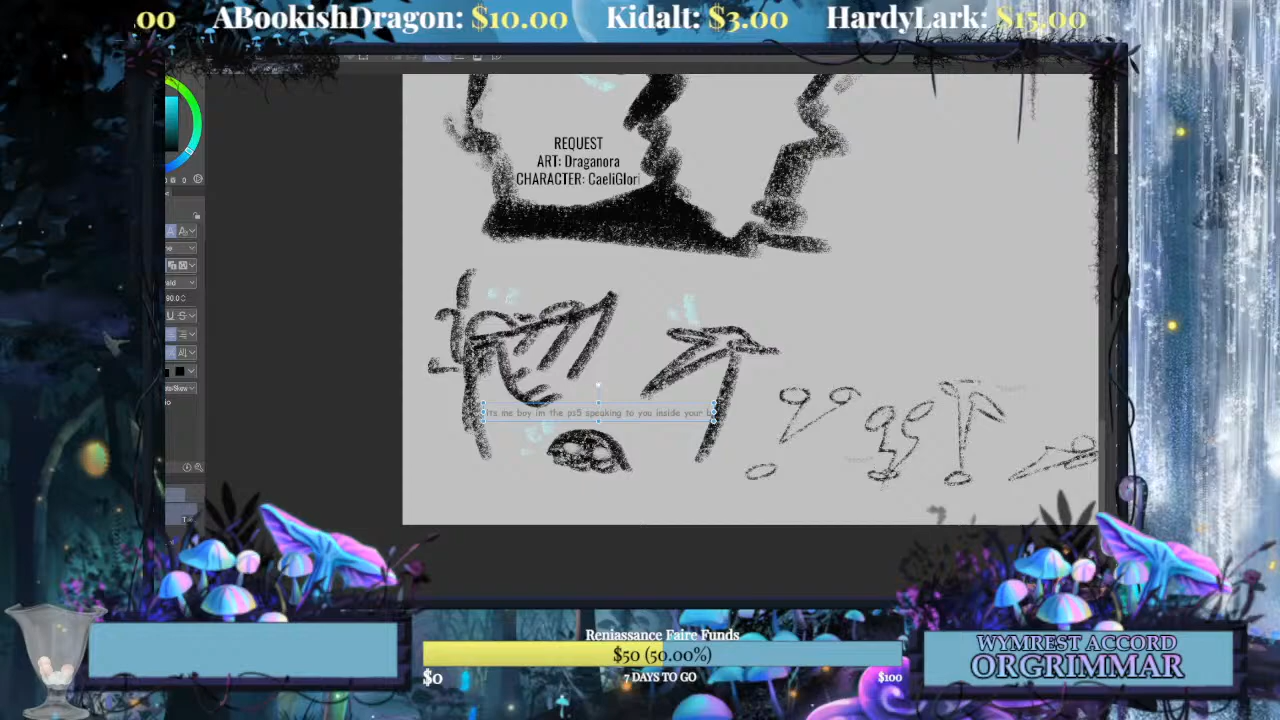 .00 ABookishDragon: $10.00 Kidalt: $3.00 HardyLark: $15.00
REQUEST
ART: Draganora
CHARACTER: CaeliGlori
its me boy im the ps5 speaking to you inside your b
Reniassance Faire Funds
$50 (50.00%)
$0 7 DAYS TO GO $100
WYMREST ACCORD
ORGRIMMAR